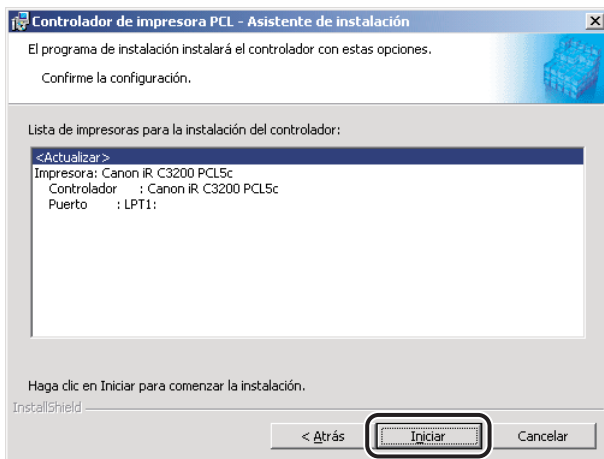 Controlador de impresora PCL - Asistente de instalación
El programa de instalación instalará el controlador con estas opciones.
Confirme la configuración.
Lista de impresoras para la instalación del controlador:
<Actualizar>
Impresora: Canon iR C3200 PCL5c
Controlador : Canon iR C3200 PCL5c
Puerto : LPT1:
Haga clic en Iniciar para comenzar la instalación.
InstallShield
< Atrás Iniciar Cancelar